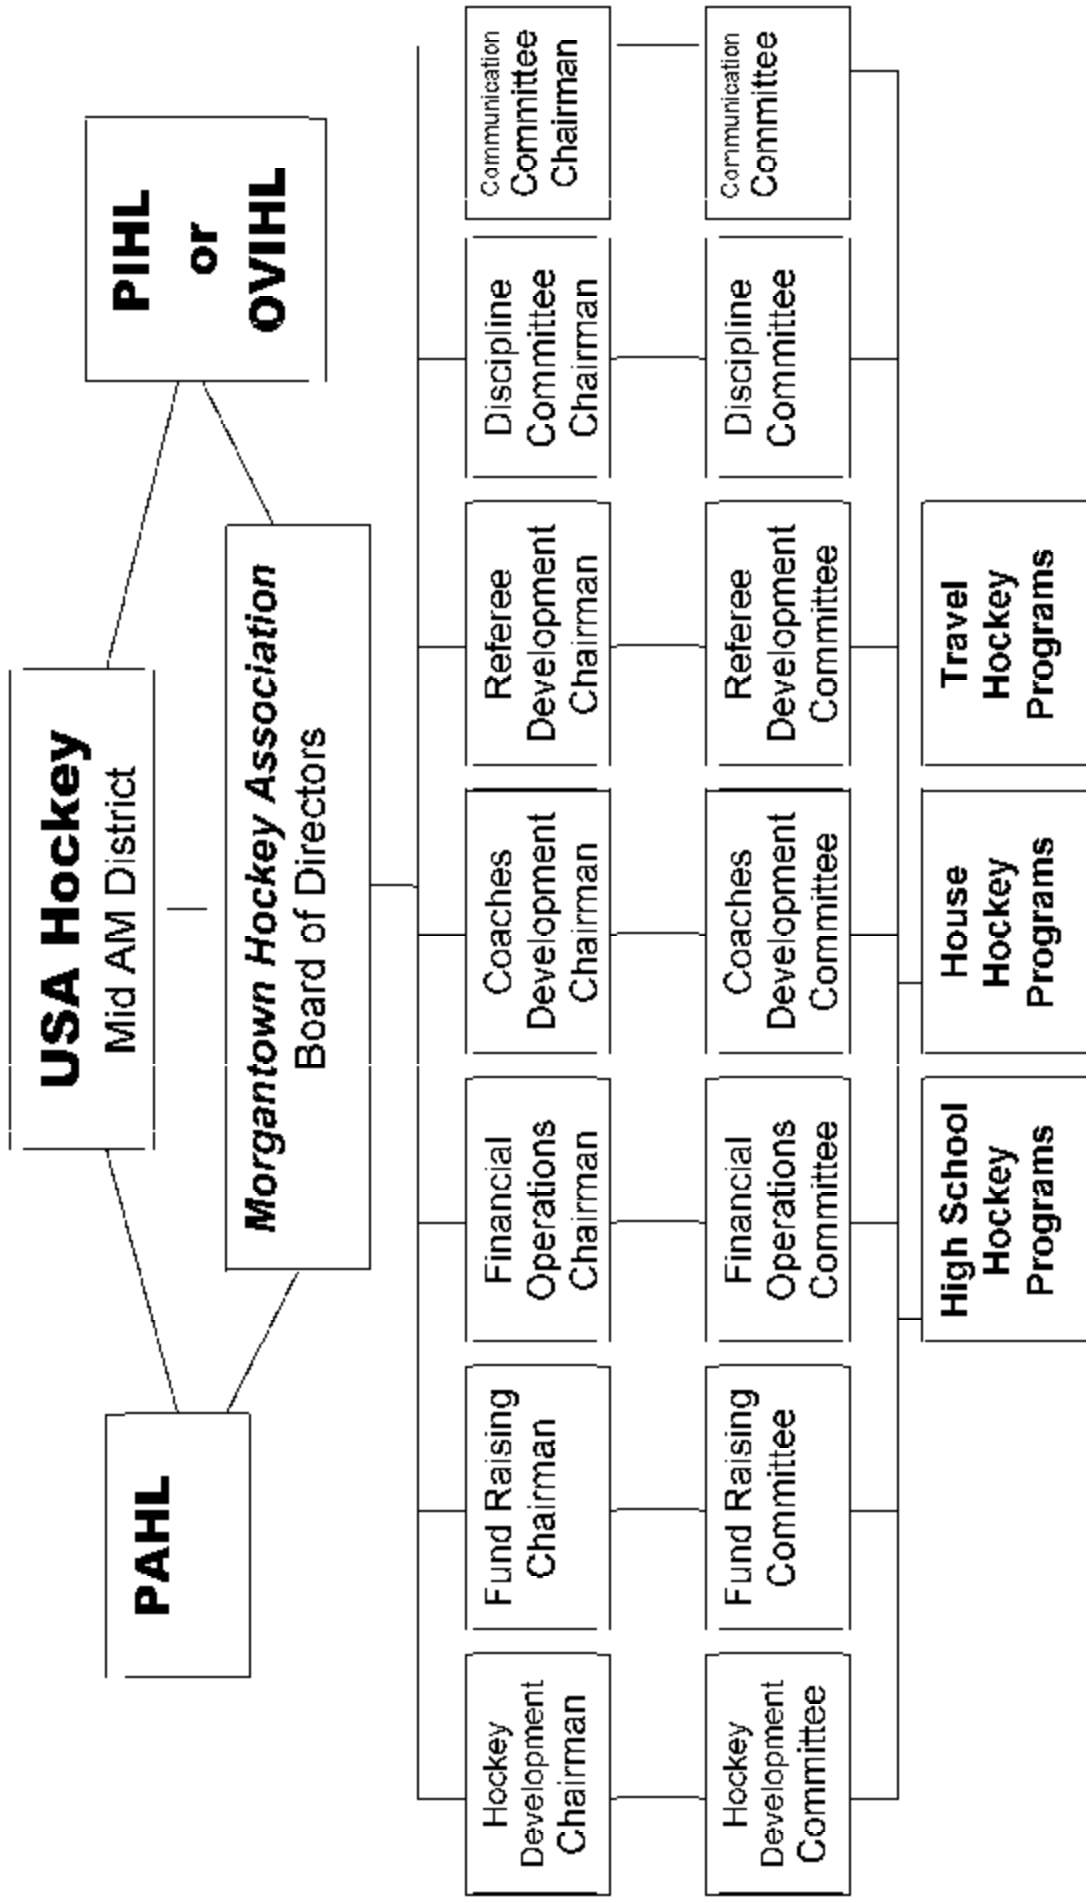 USA Hockey
Mid AM District
PAHL
PIHL
or
OVIHL
Morgantown Hockey Association
Board of Directors
Hockey
Development
Chairman
Fund Raising
Chairman
Financial
Operations
Chairman
Coaches
Development
Chairman
Referee
Development
Chairman
Discipline
Committee
Chairman
Communication
Committee
Chairman
Hockey
Development
Committee
Fund Raising
Committee
Financial
Operations
Committee
Coaches
Development
Committee
Referee
Development
Committee
Discipline
Committee
Communication
Committee
High School
Hockey
Programs
House
Hockey
Programs
Travel
Hockey
Programs